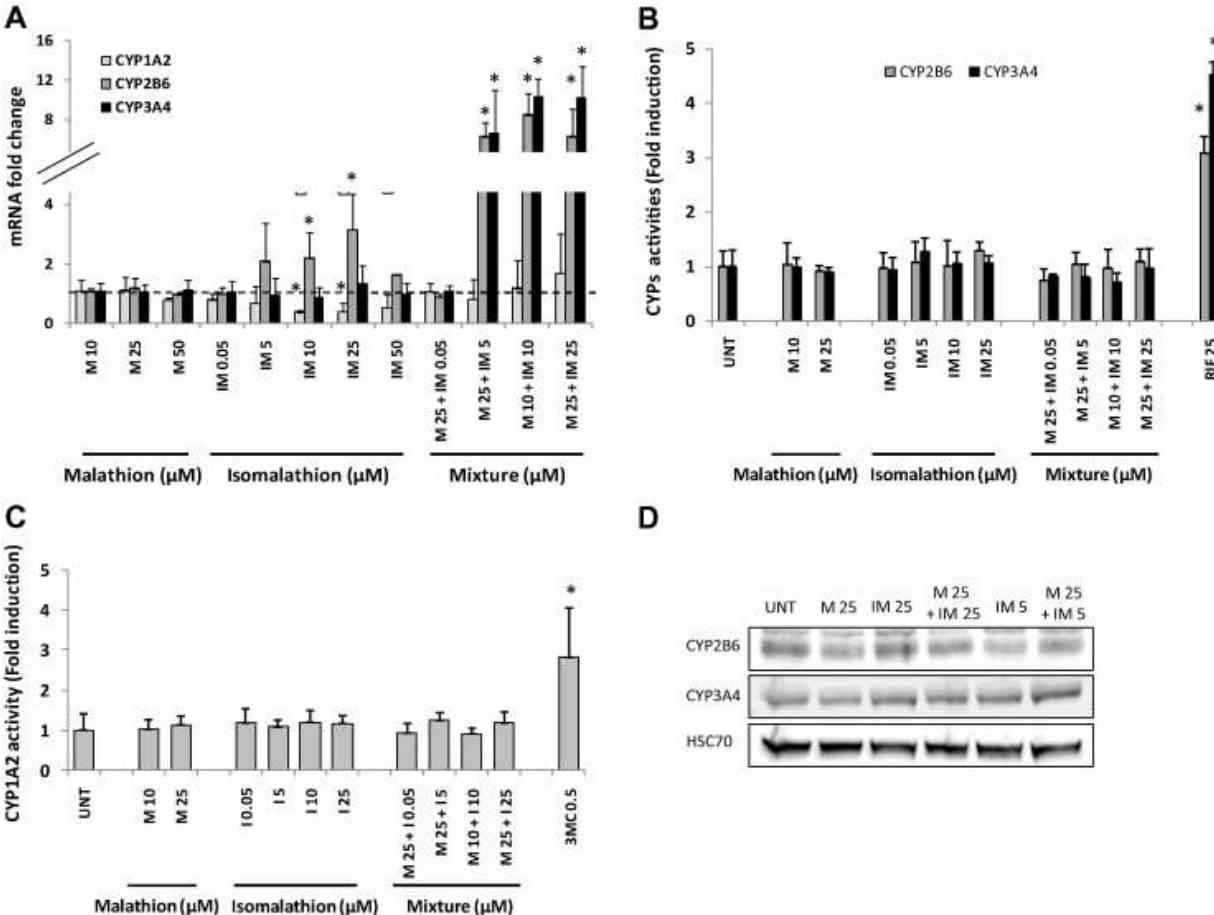 A
mRNA fold change
16
12
8
4
2
0
CYP1A2
CYP2B6
CYP3A4
* * * * * * * * * *
M 10
M 25
M 50
IM 0.05
IM 5
IM 10
IM 25
IM 50
M 25 + IM 0.05
M 25 + IM 5
M 10 + IM 10
M 25 + IM 25
Malathion (µM) Isomalathion (µM) Mixture (µM)
B
CYPs activities (Fold induction)
5
4
3
2
1
0
CYP2B6 CYP3A4
* *
UNT
M 10
M 25
IM 0.05
IM 5
IM 10
IM 25
M 25 + IM 0.05
M 25 + IM 5
M 10 + IM 10
M 25 + IM 25
RIF 25
Malathion (µM) Isomalathion (µM) Mixture (µM)
C
CYP1A2 activity (Fold induction)
5
4
3
2
1
0
*
UNT
M 10
M 25
I 0.05
I 5
I 10
I 25
M 25 + I 0.05
M 25 + I 5
M 10 + I 10
M 25 + I 25
3MC 0.5
Malathion (µM) Isomalathion (µM) Mixture (µM)
D
UNT M 25 IM 25 M 25 + IM 25 IM 5 M 25 + IM 5
CYP2B6
CYP3A4
HSC70